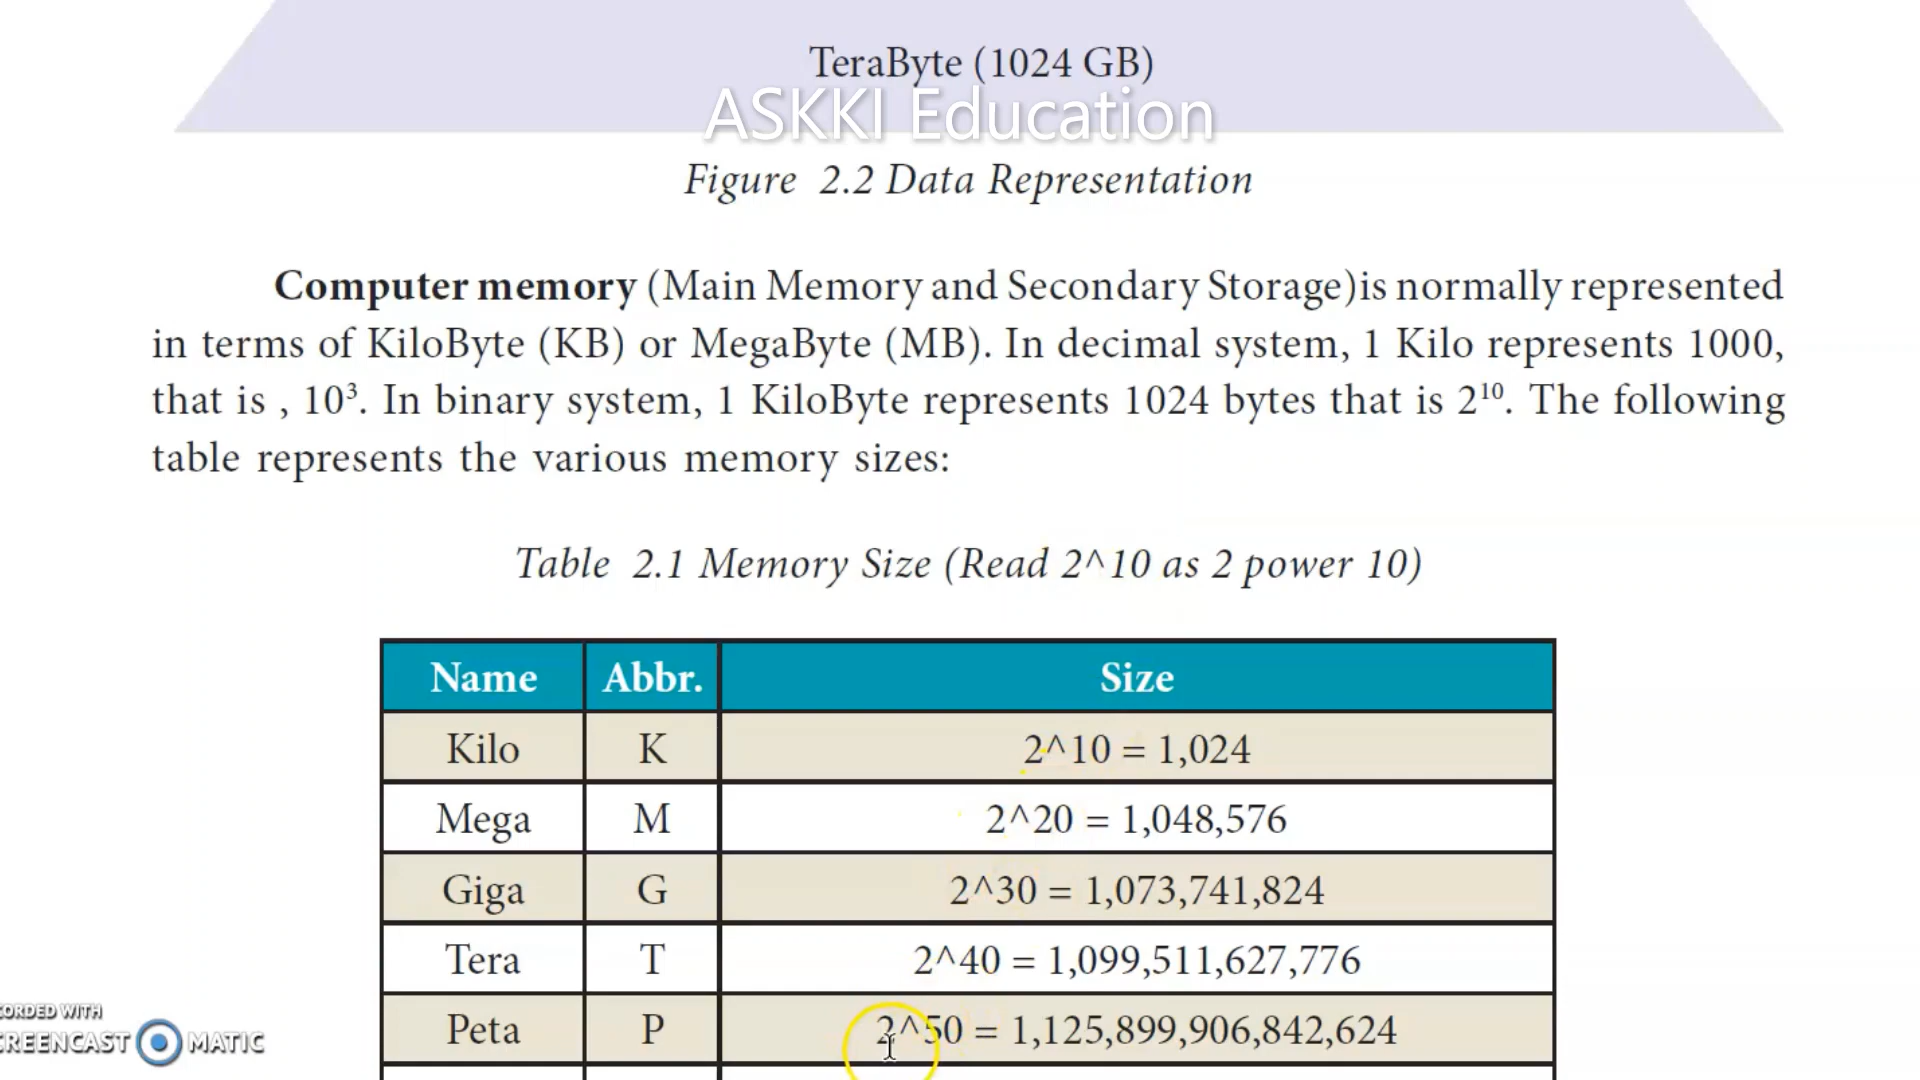 TeraByte (1024 GB)
ASKKI Education
Figure 2.2 Data Representation
Computer memory (Main Memory and Secondary Storage)is normally represented
in terms of KiloByte (KB) or MegaByte (MB). In decimal system, 1 Kilo represents 1000,
that is , 10³. In binary system, 1 KiloByte represents 1024 bytes that is 2¹⁰. The following
table represents the various memory sizes:
Table 2.1 Memory Size (Read 2^10 as 2 power 10)
Name Abbr. Size
Kilo K 2^10 = 1,024
Mega M 2^20 = 1,048,576
Giga G 2^30 = 1,073,741,824
Tera T 2^40 = 1,099,511,627,776
Peta P 2^50 = 1,125,899,906,842,624
CORDED WITH
CREENCAST MATIC